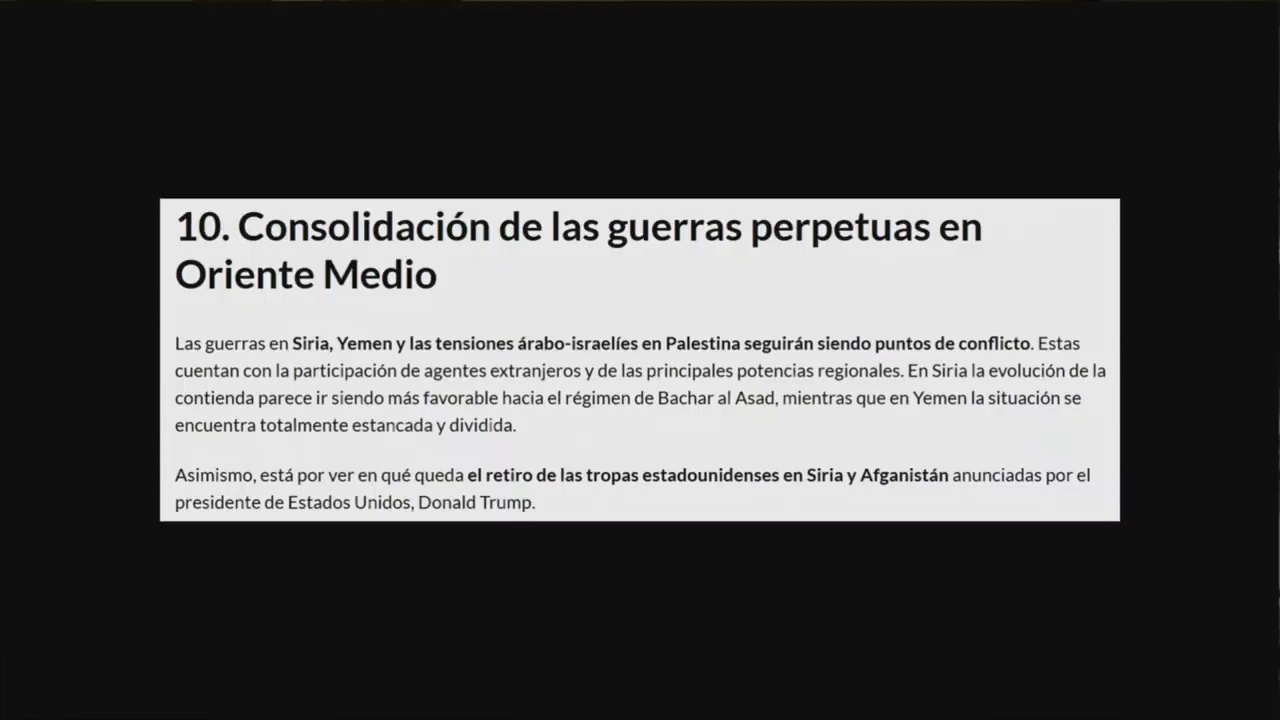 10. Consolidación de las guerras perpetuas en
Oriente Medio
Las guerras en Siria, Yemen y las tensiones árabo-israelíes en Palestina seguirán siendo puntos de conflicto. Estas
cuentan con la participación de agentes extranjeros y de las principales potencias regionales. En Siria la evolución de la
contienda parece ir siendo más favorable hacia el régimen de Bachar al Asad, mientras que en Yemen la situación se
encuentra totalmente estancada y dividida.
Asimismo, está por ver en qué queda el retiro de las tropas estadounidenses en Siria y Afganistán anunciadas por el
presidente de Estados Unidos, Donald Trump.